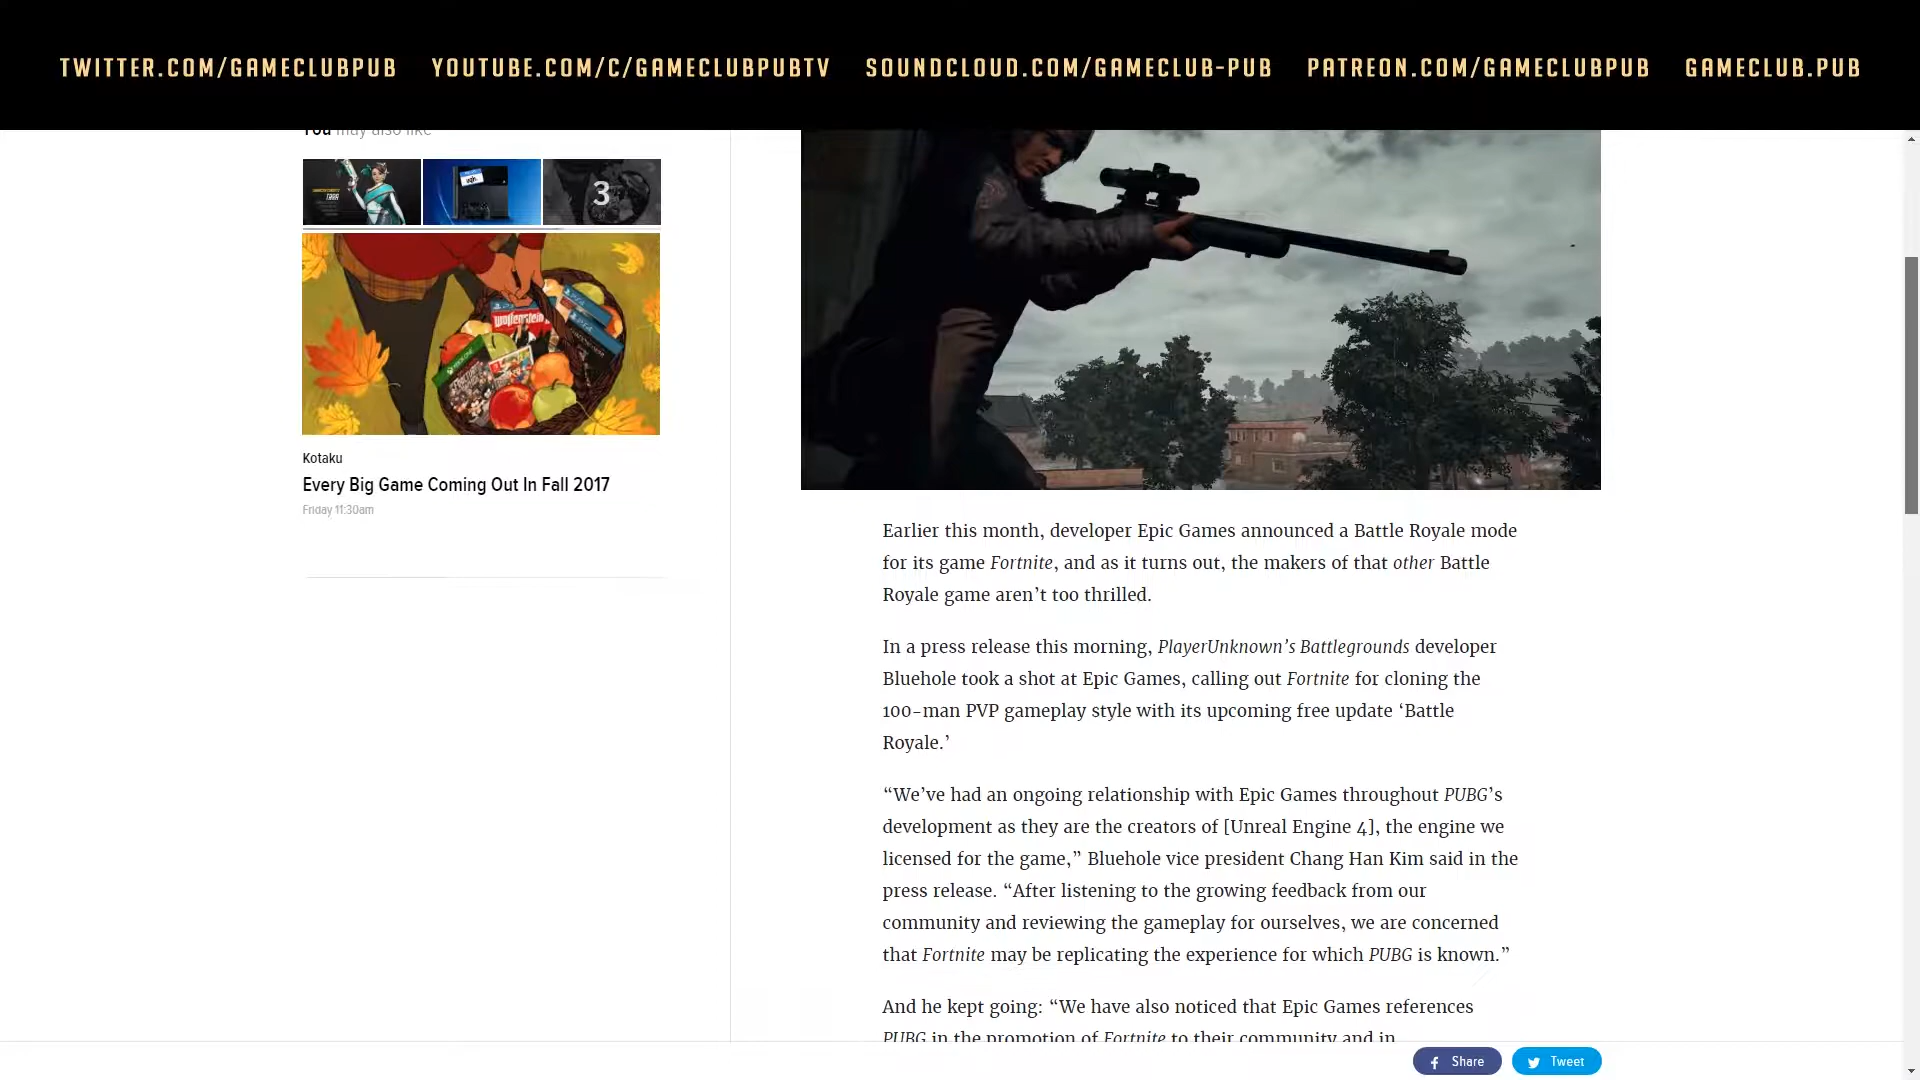 TWITTER.COM/GAMECLUBPUB YOUTUBE.COM/C/GAMECLUBPUBTV SOUNDCLOUD.COM/GAMECLUB-PUB PATREON.COM/GAMECLUBPUB GAMECLUB.PUB
You may also like
3
Wolfenstein
Kotaku
Every Big Game Coming Out In Fall 2017
Friday 11:30am
Earlier this month, developer Epic Games announced a Battle Royale mode
for its game Fortnite, and as it turns out, the makers of that other Battle
Royale game aren’t too thrilled.
In a press release this morning, PlayerUnknown’s Battlegrounds developer
Bluehole took a shot at Epic Games, calling out Fortnite for cloning the
100-man PVP gameplay style with its upcoming free update ‘Battle
Royale.’
“We’ve had an ongoing relationship with Epic Games throughout PUBG’s
development as they are the creators of [Unreal Engine 4], the engine we
licensed for the game,” Bluehole vice president Chang Han Kim said in the
press release. “After listening to the growing feedback from our
community and reviewing the gameplay for ourselves, we are concerned
that Fortnite may be replicating the experience for which PUBG is known.”
And he kept going: “We have also noticed that Epic Games references
PUBG in the promotion of Fortnite to their community and in
Share Tweet